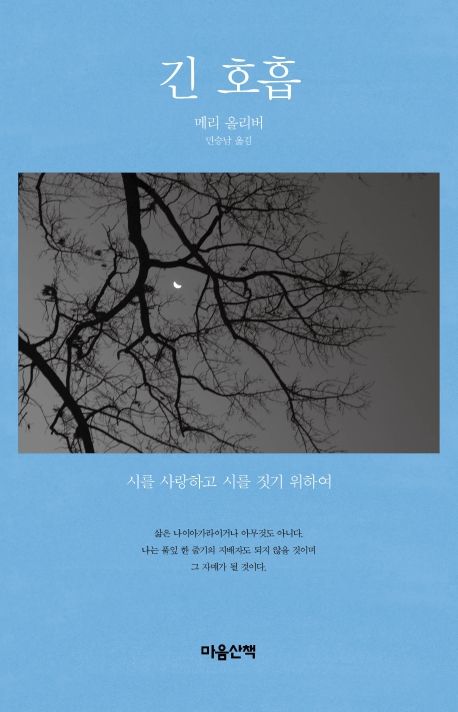 긴 호흡
메리 올리버
민승남 옮김
시를 사랑하고 시를 짓기 위하여
삶은 나이아가라이거나 아무것도 아니다.
나는 풀잎 한 줄기의 지배자도 되지 않을 것이며
그 자매가 될 것이다.
마음산책